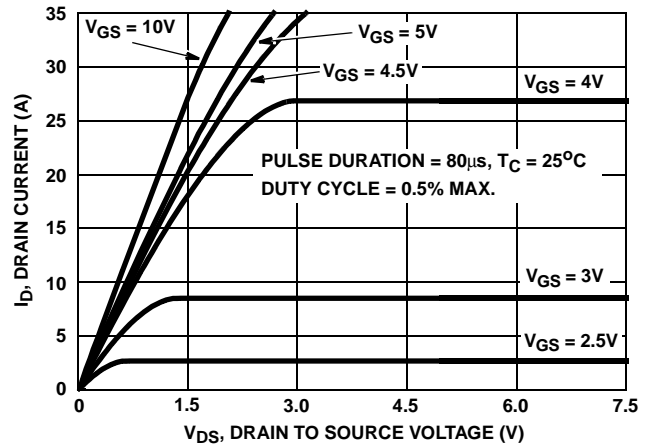 35
30
25
20
15
10
5
0
I_D, DRAIN CURRENT (A)
V_GS = 10V
V_GS = 5V
V_GS = 4.5V
V_GS = 4V
PULSE DURATION = 80μs, T_C = 25°C
DUTY CYCLE = 0.5% MAX.
V_GS = 3V
V_GS = 2.5V
0 1.5 3.0 4.5 6.0 7.5
V_DS, DRAIN TO SOURCE VOLTAGE (V)